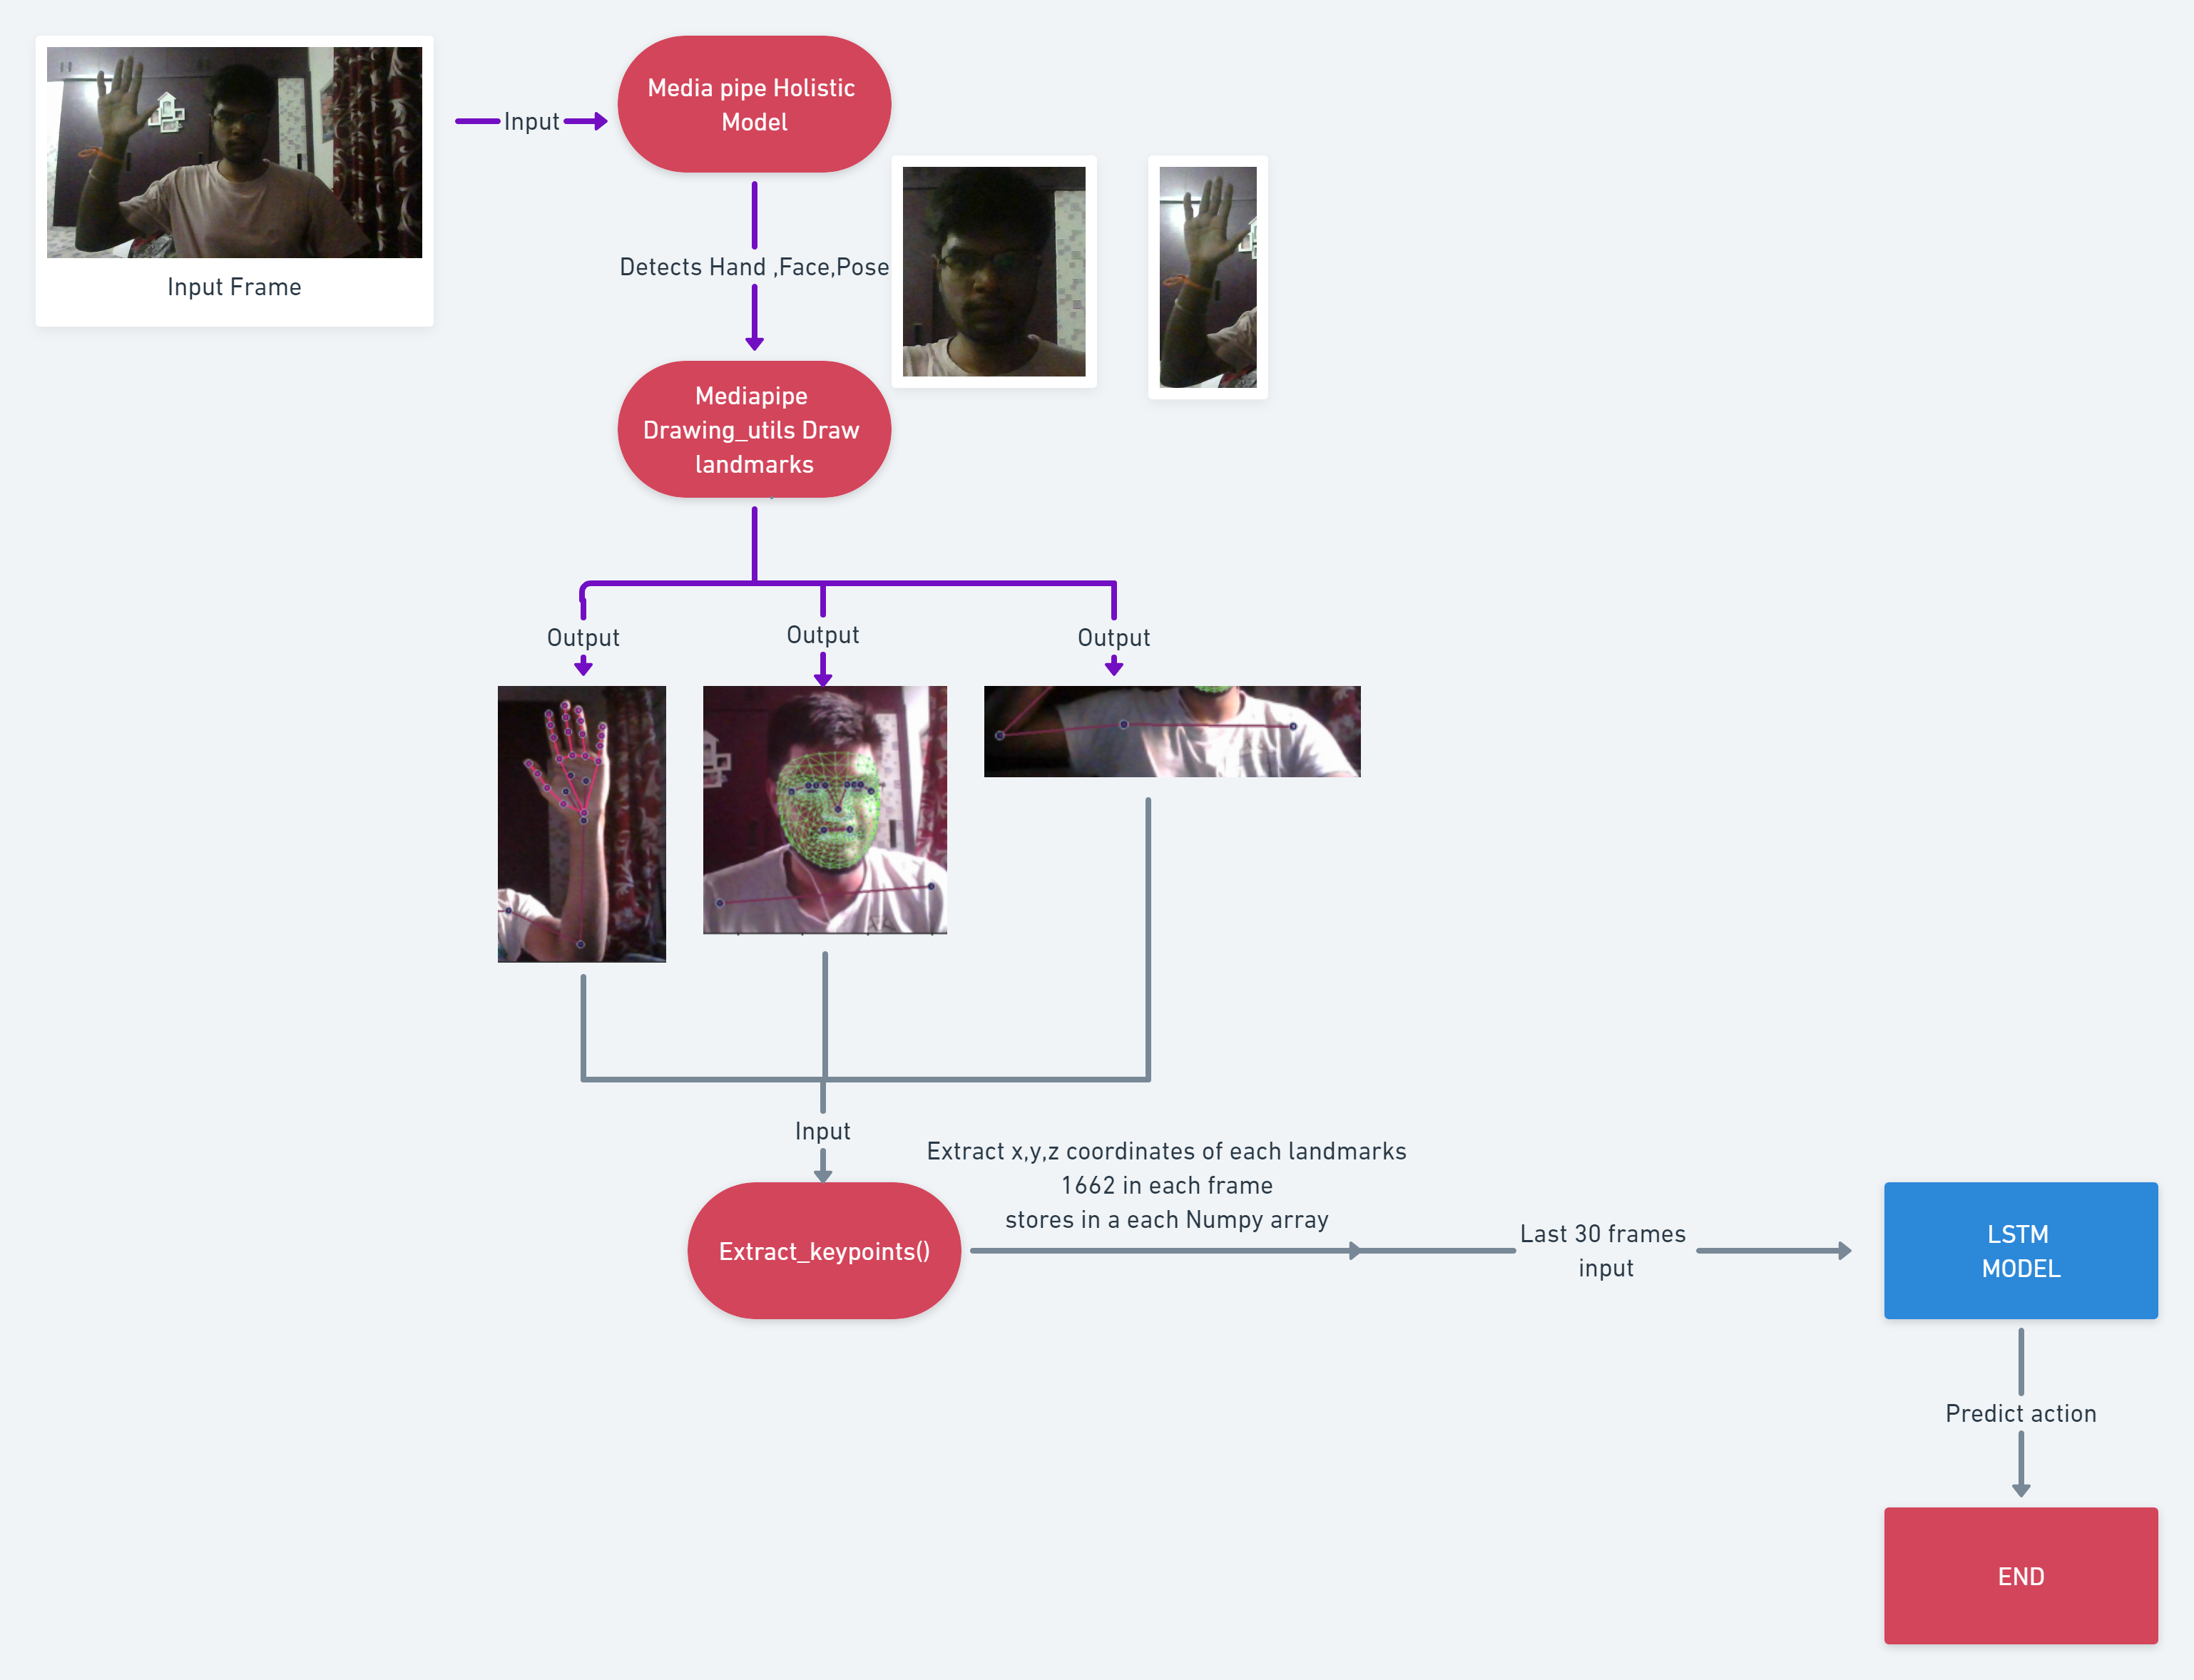 Input Frame
Input
Media pipe Holistic
Model
Detects Hand ,Face,Pose
Mediapipe
Drawing_utils Draw
landmarks
Output
Output
Output
Input
Extract_keypoints()
Extract x,y,z coordinates of each landmarks
1662 in each frame
stores in a each Numpy array
Last 30 frames
input
LSTM
MODEL
Predict action
END